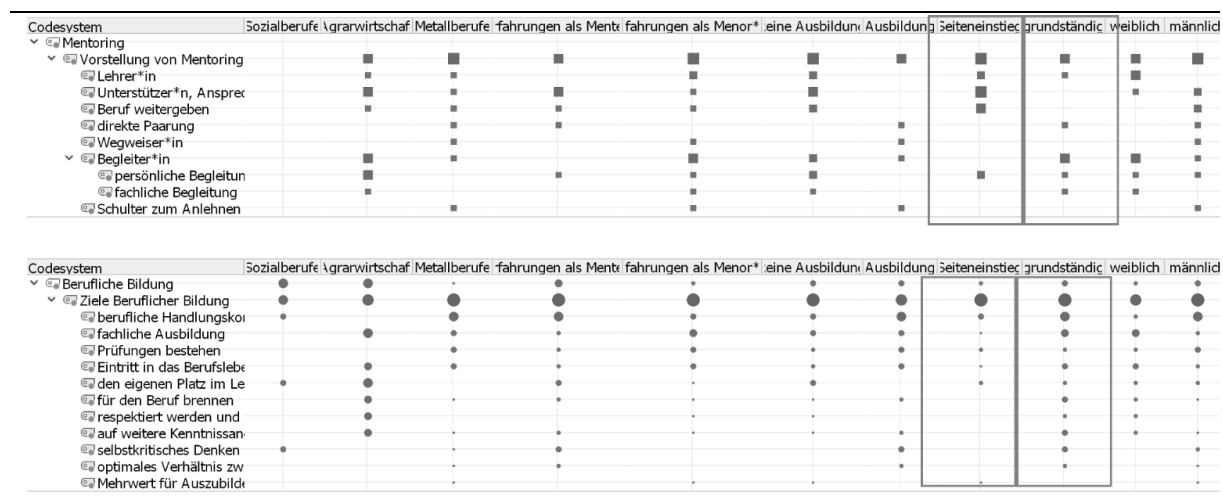 Codesystem Sozialberufe Agrarwirtschaf Metallberufe fahrungen als Mente fahrungen als Menor* eine Ausbildung Ausbildung Seiteneinstieg grundständig weiblich männlich
Mentoring
Vorstellung von Mentoring
Lehrer*in
Unterstützer*n, Ansprec
Beruf weitergeben
direkte Paarung
Wegweiser*in
Begleiter*in
persönliche Begleitun
fachliche Begleitung
Schulter zum Anlehnen
Codesystem Sozialberufe Agrarwirtschaf Metallberufe fahrungen als Mente fahrungen als Menor* eine Ausbildung Ausbildung Seiteneinstieg grundständig weiblich männlich
Berufliche Bildung
Ziele Beruflicher Bildung
berufliche Handlungskor
fachliche Ausbildung
Prüfungen bestehen
Eintritt in das Berufslebe
den eigenen Platz im Le
für den Beruf brennen
respektiert werden und
auf weitere Kenntnissan
selbstkritisches Denken
optimales Verhältnis zw
Mehrwert für Auszubilde